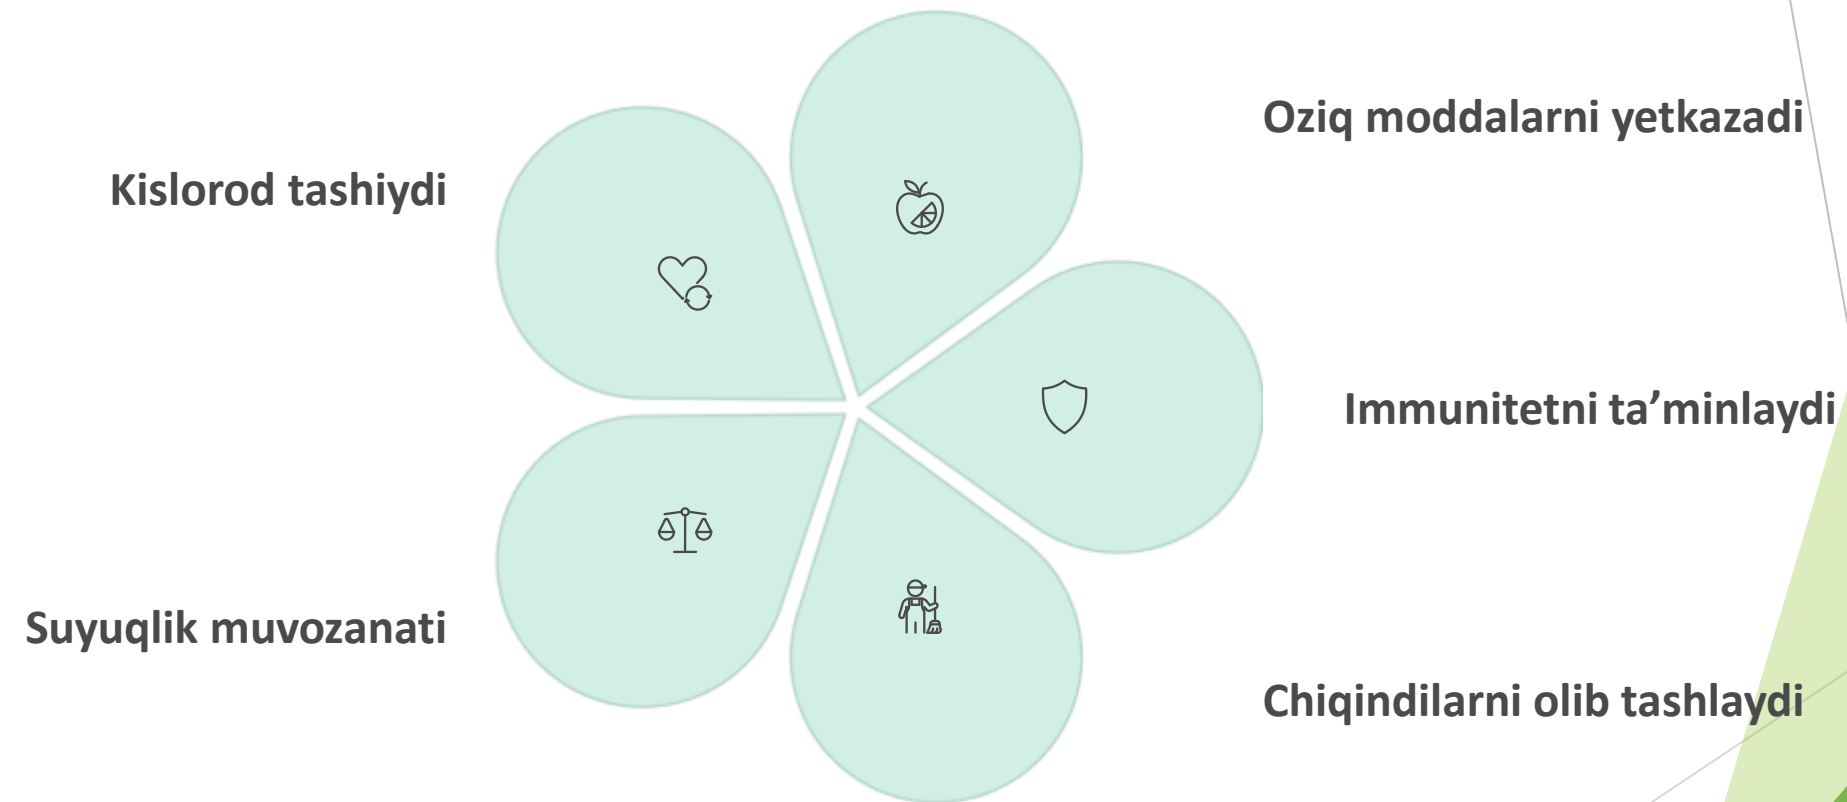 Kislorod tashiydi
Oziq moddalarni yetkazadi
Immunitetni ta’minlaydi
Suyuqlik muvozanati
Chiqindilarni olib tashlaydi